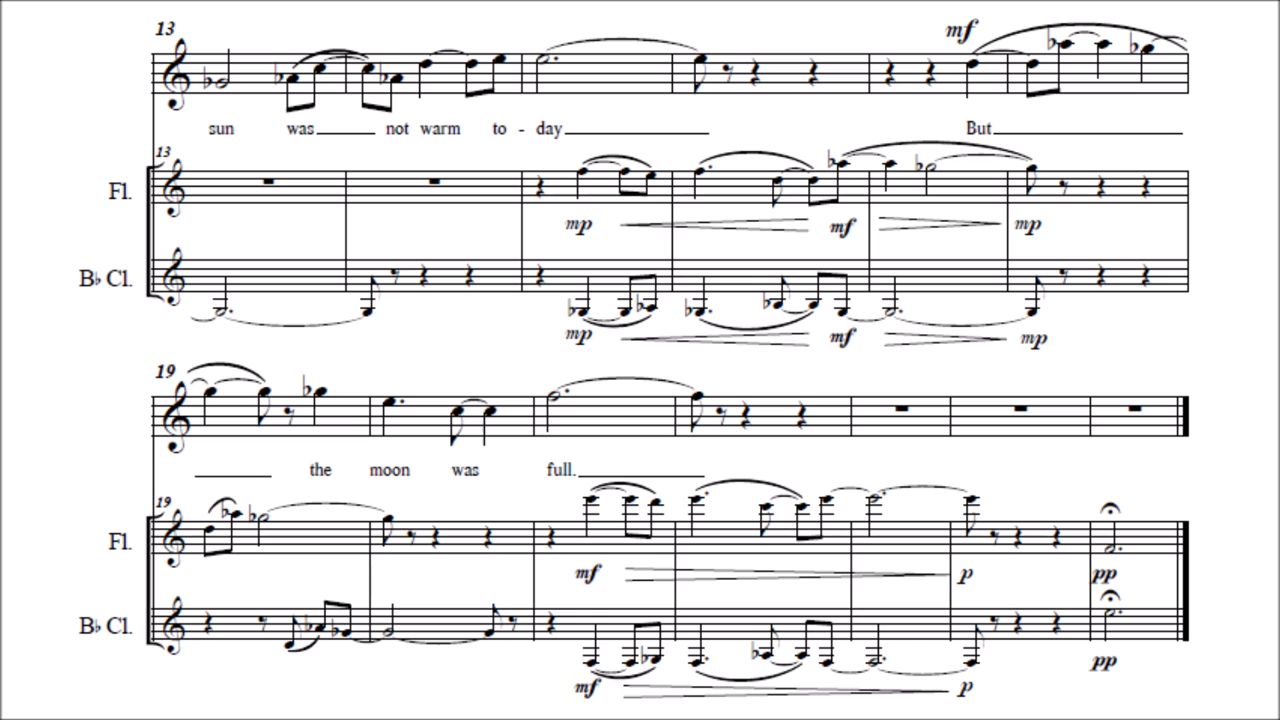 13
mf
sun was not warm to - day But
13
Fl.
mp mf mp
B♭ Cl.
mp mf mp
19
the moon was full.
19
Fl.
mf p pp
B♭ Cl.
mf p pp